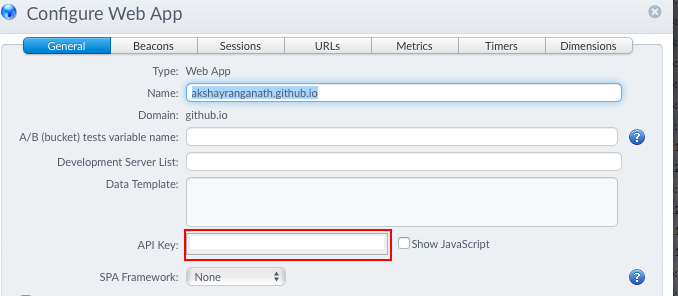 Configure Web App
General Beacons Sessions URLs Metrics Timers Dimensions
Type: Web App
Name: akshayranganath.github.io
Domain: github.io
A/B (bucket) tests variable name: ?
Development Server List:
Data Template:
API Key: Show JavaScript
SPA Framework: None ?